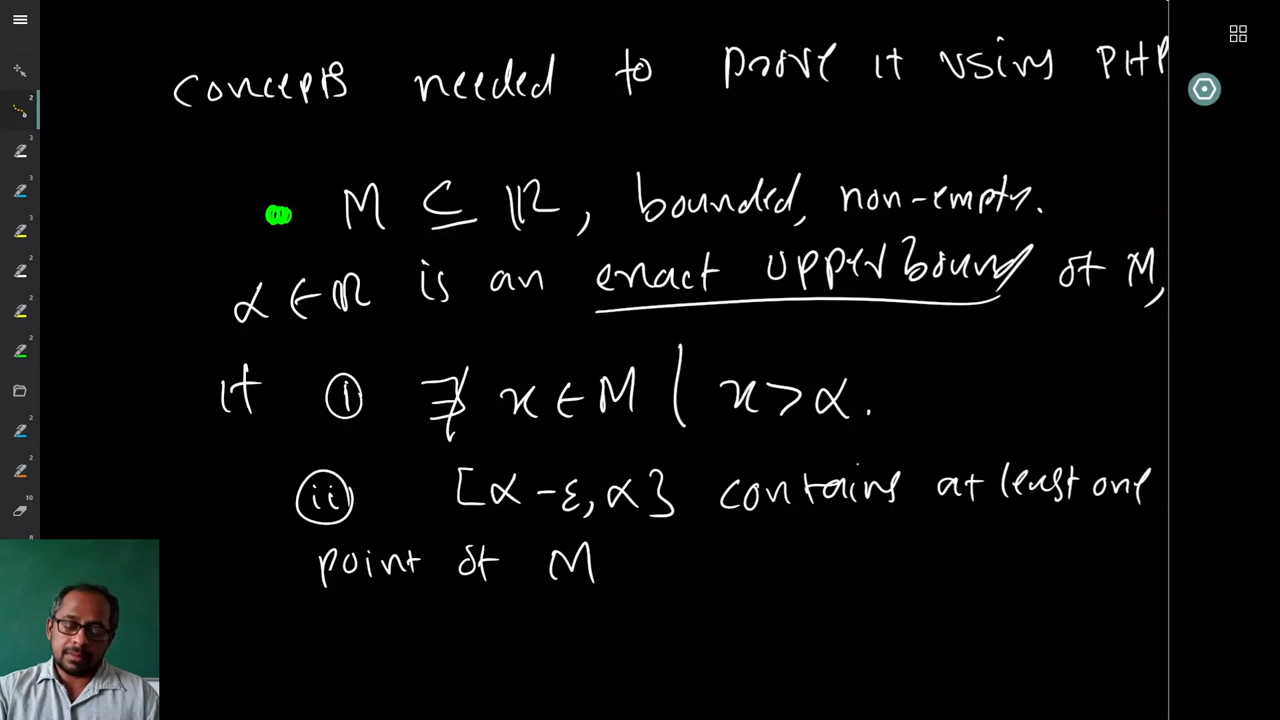 concepts needed to prove it using PHP
M ⊆ ℝ, bounded, non-empty.
α ∈ ℝ is an exact upper bound of M,
if (i) ∄ x ∈ M | x > α.
(ii) [α - ε, α] contains at least one
point of M